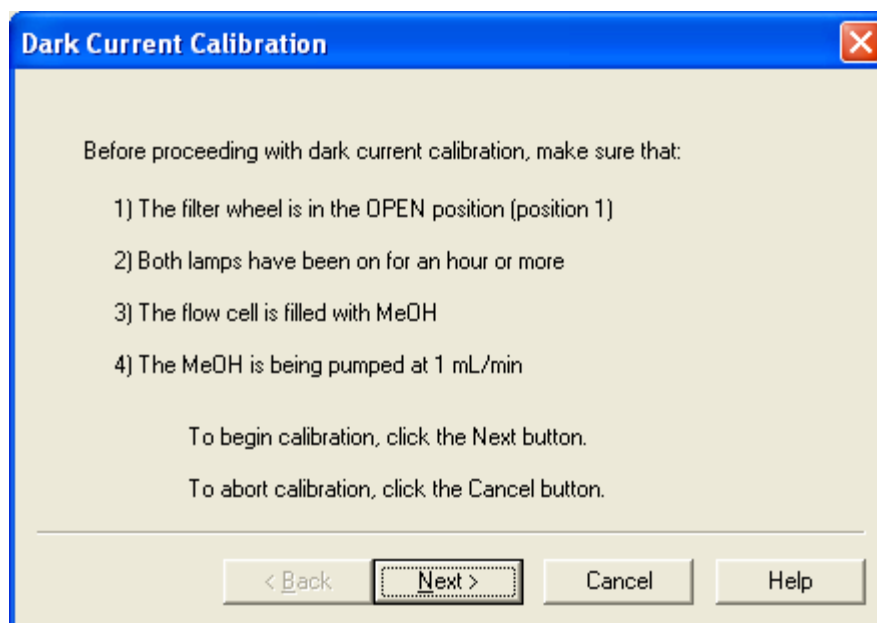 Dark Current Calibration
Before proceeding with dark current calibration, make sure that:
1) The filter wheel is in the OPEN position (position 1)
2) Both lamps have been on for an hour or more
3) The flow cell is filled with MeOH
4) The MeOH is being pumped at 1 mL/min
To begin calibration, click the Next button.
To abort calibration, click the Cancel button.
< Back Next > Cancel Help